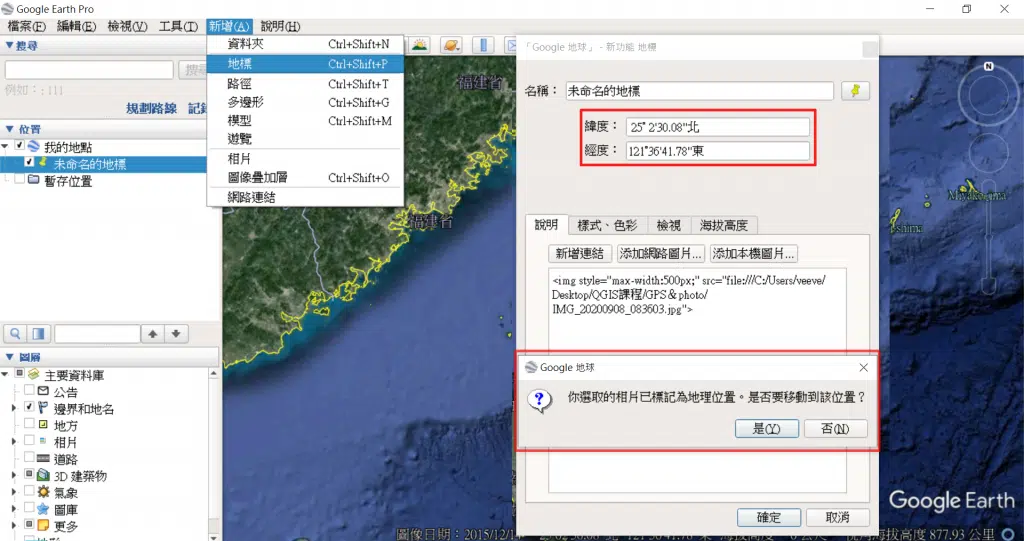 Google Earth Pro
檔案(F) 編輯(E) 檢視(V) 工具(T) 新增(A) 說明(H)
▼搜尋
搜尋
例如：: 111
規劃路線
▼ 位置
我的地點
未命名的地標
暫存位置
資料夾 Ctrl+Shift+N
地標 Ctrl+Shift+P
路徑 Ctrl+Shift+T
多邊形 Ctrl+Shift+G
模型 Ctrl+Shift+M
遊覽
相片
圖像疊加層 Ctrl+Shift+O
網路連結
福建省
福建省
「Google 地球」 - 新功能 地標
名稱： 未命名的地標
緯度： 25° 2'30.08"北
經度： 121°36'41.78"東
說明 樣式、色彩 檢視 海拔高度
新增連結 添加網路圖片... 添加本機圖片...
<img style="max-width:500px;" src="file:///C:/Users/veeve/
Desktop/QGIS課程/GPS＆photo/
IMG_20200908_083603.jpg">
Google 地球
你選取的相片已標記為地理位置。是否要移動到該位置？
是(Y) 否(N)
確定 取消
N
Miyako-jima
▼ 圖層
主要資料庫
公告
邊界和地名
地方
相片
道路
3D 建築物
氣象
圖庫
更多
Google Earth
圖像日期：2015/12/1
海拔高度 877.93 公里